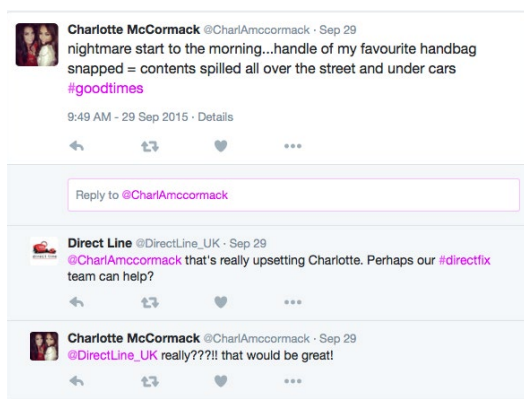 Charlotte McCormack @CharlAmccormack · Sep 29
nightmare start to the morning...handle of my favourite handbag
snapped = contents spilled all over the street and under cars
#goodtimes
9:49 AM - 29 Sep 2015 · Details
Reply to @CharlAmccormack
Direct Line @DirectLine_UK · Sep 29
@CharlAmccormack that's really upsetting Charlotte. Perhaps our #directfix
team can help?
Charlotte McCormack @CharlAmccormack · Sep 29
@DirectLine_UK really???!! that would be great!